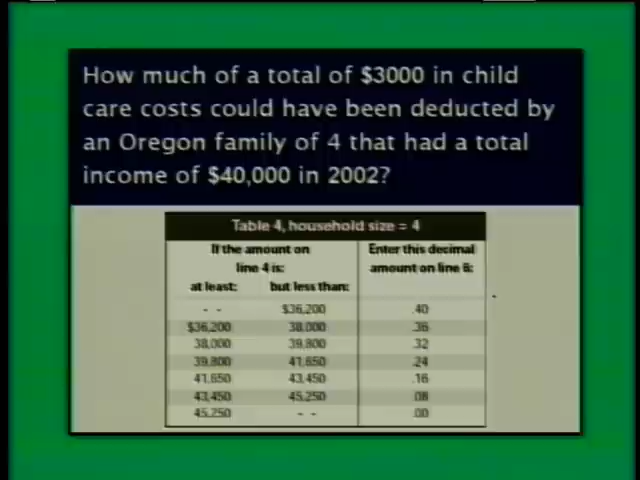 How much of a total of $3000 in child
care costs could have been deducted by
an Oregon family of 4 that had a total
income of $40,000 in 2002?
Table 4, household size = 4
If the amount on line 4 is: Enter this decimal amount on line 6:
at least: but less than:
- - $36,200 .40
$36,200 38,000 .36
38,000 39,800 .32
39,800 41,650 .24
41,650 43,450 .16
43,450 45,250 .08
45,250 - - .00